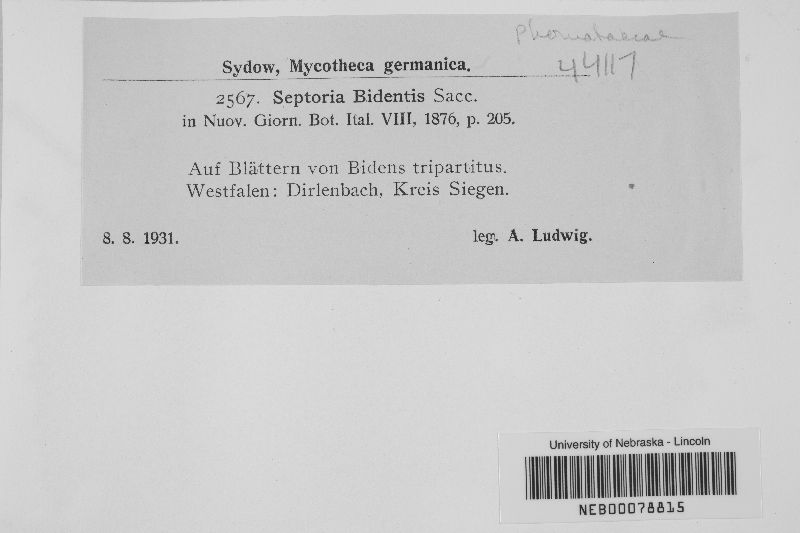 Phomataceae
44117
Sydow, Mycotheca germanica.
2567. Septoria Bidentis Sacc.
in Nuov. Giorn. Bot. Ital. VIII, 1876, p. 205.
Auf Blättern von Bidens tripartitus.
Westfalen: Dirlenbach, Kreis Siegen.
8. 8. 1931. leg. A. Ludwig.
University of Nebraska - Lincoln
NEB00078815